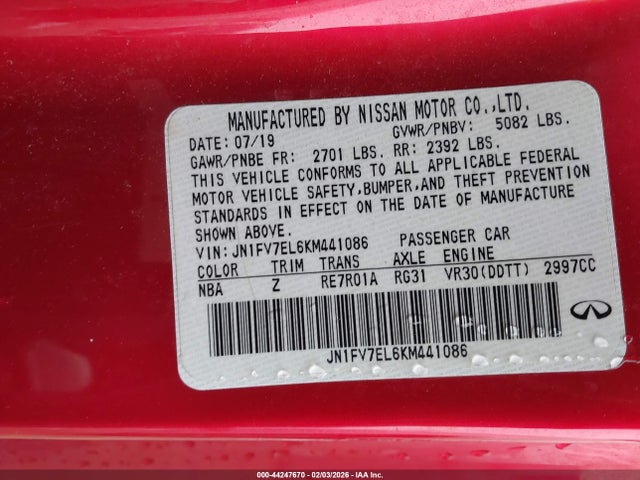 MANUFACTURED BY NISSAN MOTOR CO.,LTD.
DATE: 07/19 GVWR/PNBV: 5082 LBS.
GAWR/PNBE FR: 2701 LBS. RR: 2392 LBS.
THIS VEHICLE CONFORMS TO ALL APPLICABLE FEDERAL
MOTOR VEHICLE SAFETY,BUMPER,AND THEFT PREVENTION
STANDARDS IN EFFECT ON THE DATE OF MANUFACTURE
SHOWN ABOVE.
VIN: JN1FV7EL6KM441086 PASSENGER CAR
COLOR TRIM TRANS AXLE ENGINE
NBA Z RE7R01A RG31 VR30(DDTT) 2997CC
JN1FV7EL6KM441086
000-44247670 - 02/03/2026 - IAA Inc.